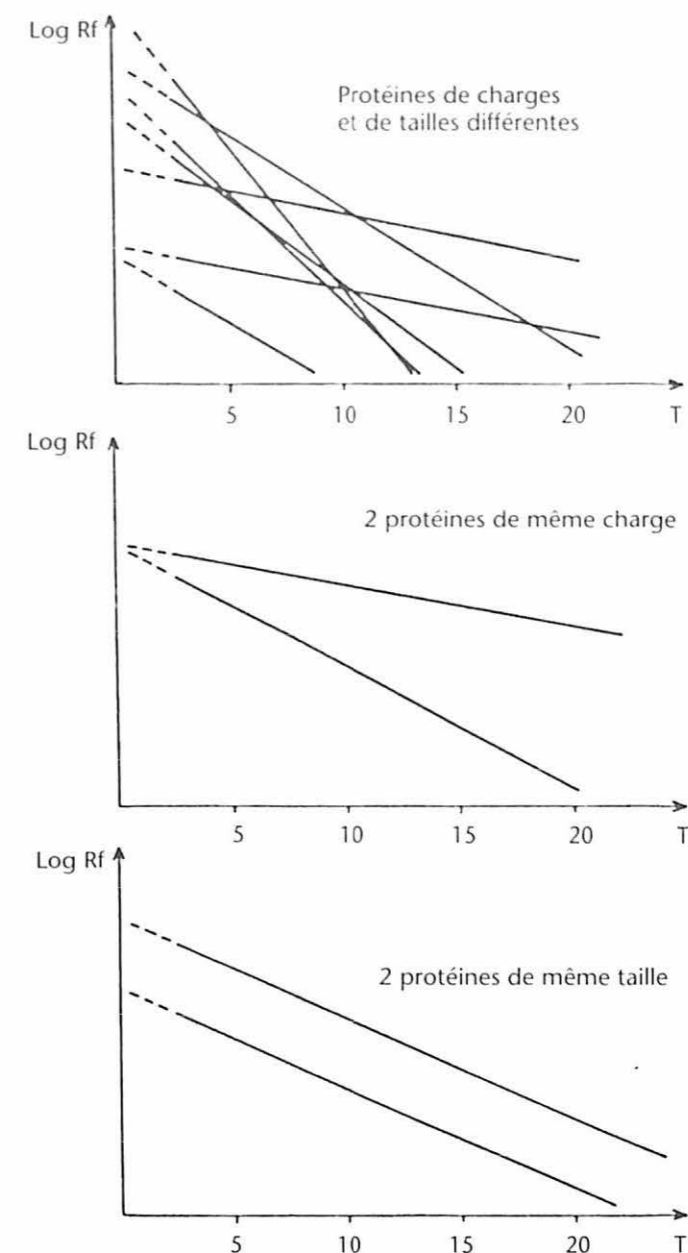 Log Rf
Protéines de charges
et de tailles différentes
5 10 15 20 T
Log Rf
2 protéines de même charge
5 10 15 20 T
Log Rf
2 protéines de même taille
5 10 15 20 T